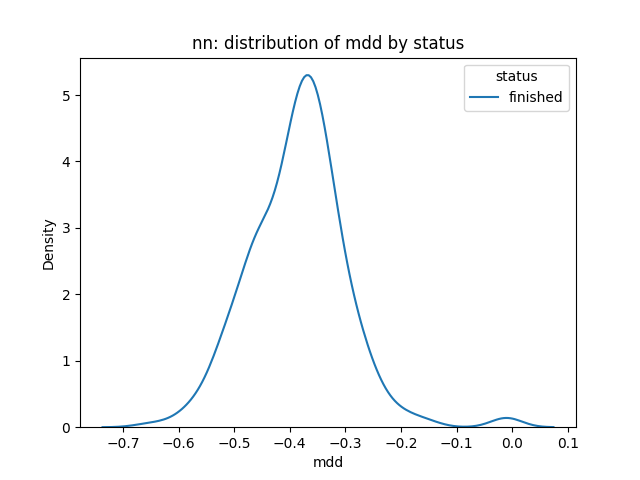 nn: distribution of mdd by status
status
finished
Density
5
4
3
2
1
0
−0.7 −0.6 −0.5 −0.4 −0.3 −0.2 −0.1 0.0 0.1
mdd